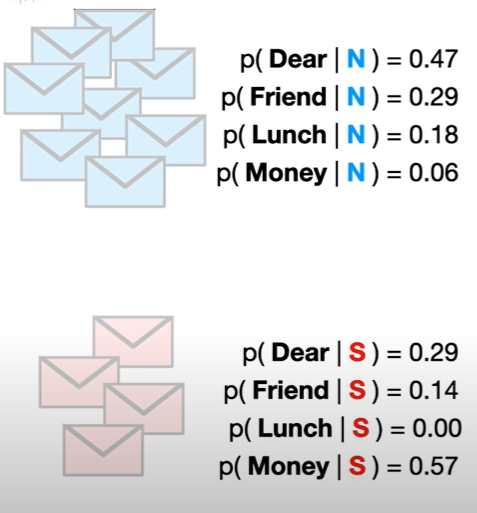 p( Dear | N ) = 0.47
p( Friend | N ) = 0.29
p( Lunch | N ) = 0.18
p( Money | N ) = 0.06
p( Dear | S ) = 0.29
p( Friend | S ) = 0.14
p( Lunch | S ) = 0.00
p( Money | S ) = 0.57